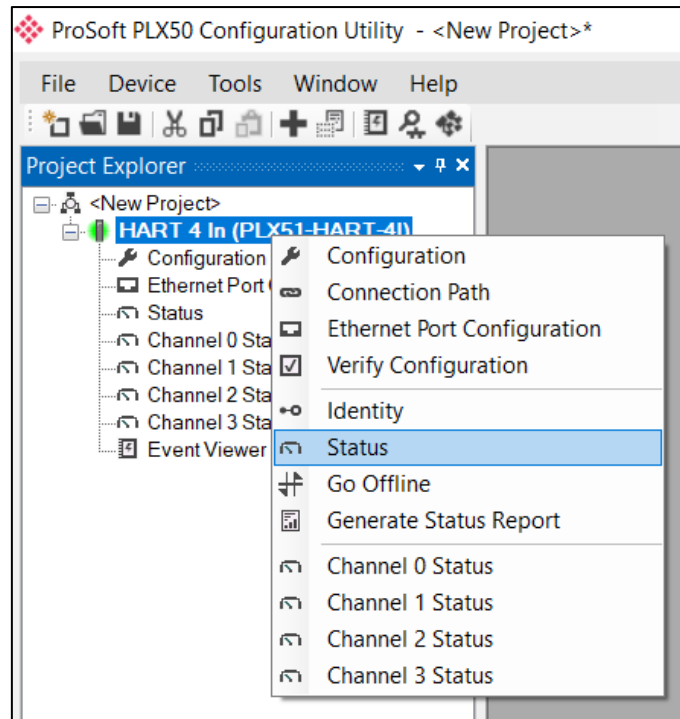 ProSoft PLX50 Configuration Utility - <New Project>*
File Device Tools Window Help
Project Explorer
<New Project>
HART 4 In (PLX51-HART-4I)
Configuration
Ethernet Port
Status
Channel 0 Sta
Channel 1 Sta
Channel 2 Sta
Channel 3 Sta
Event Viewer
Configuration
Connection Path
Ethernet Port Configuration
Verify Configuration
Identity
Status
Go Offline
Generate Status Report
Channel 0 Status
Channel 1 Status
Channel 2 Status
Channel 3 Status